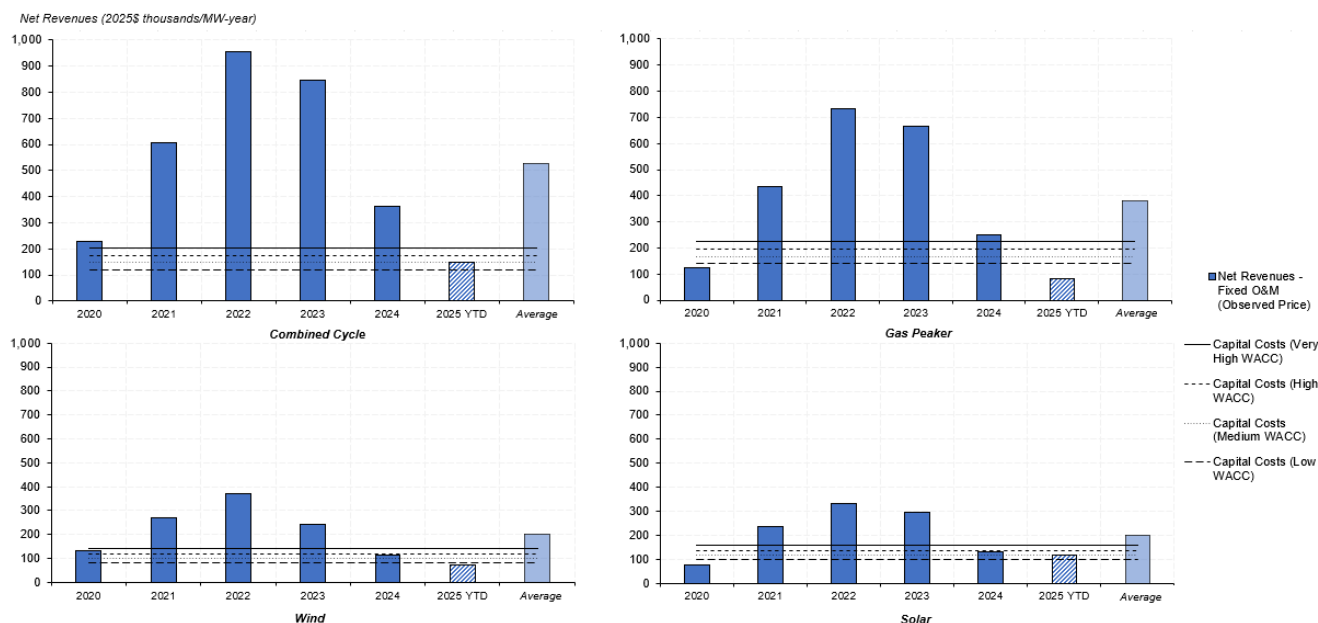 Net Revenues (2025$ thousands/MW-year)
1,000
900
800
700
600
500
400
300
200
100
0
2020 2021 2022 2023 2024 2025 YTD Average
Combined Cycle
1,000
900
800
700
600
500
400
300
200
100
0
2020 2021 2022 2023 2024 2025 YTD Average
Gas Peaker
1,000
900
800
700
600
500
400
300
200
100
0
2020 2021 2022 2023 2024 2025 YTD Average
Wind
1,000
900
800
700
600
500
400
300
200
100
0
2020 2021 2022 2023 2024 2025 YTD Average
Solar
Net Revenues -
Fixed O&M
(Observed Price)
Capital Costs (Very
High WACC)
Capital Costs (High
WACC)
Capital Costs
(Medium WACC)
Capital Costs (Low
WACC)